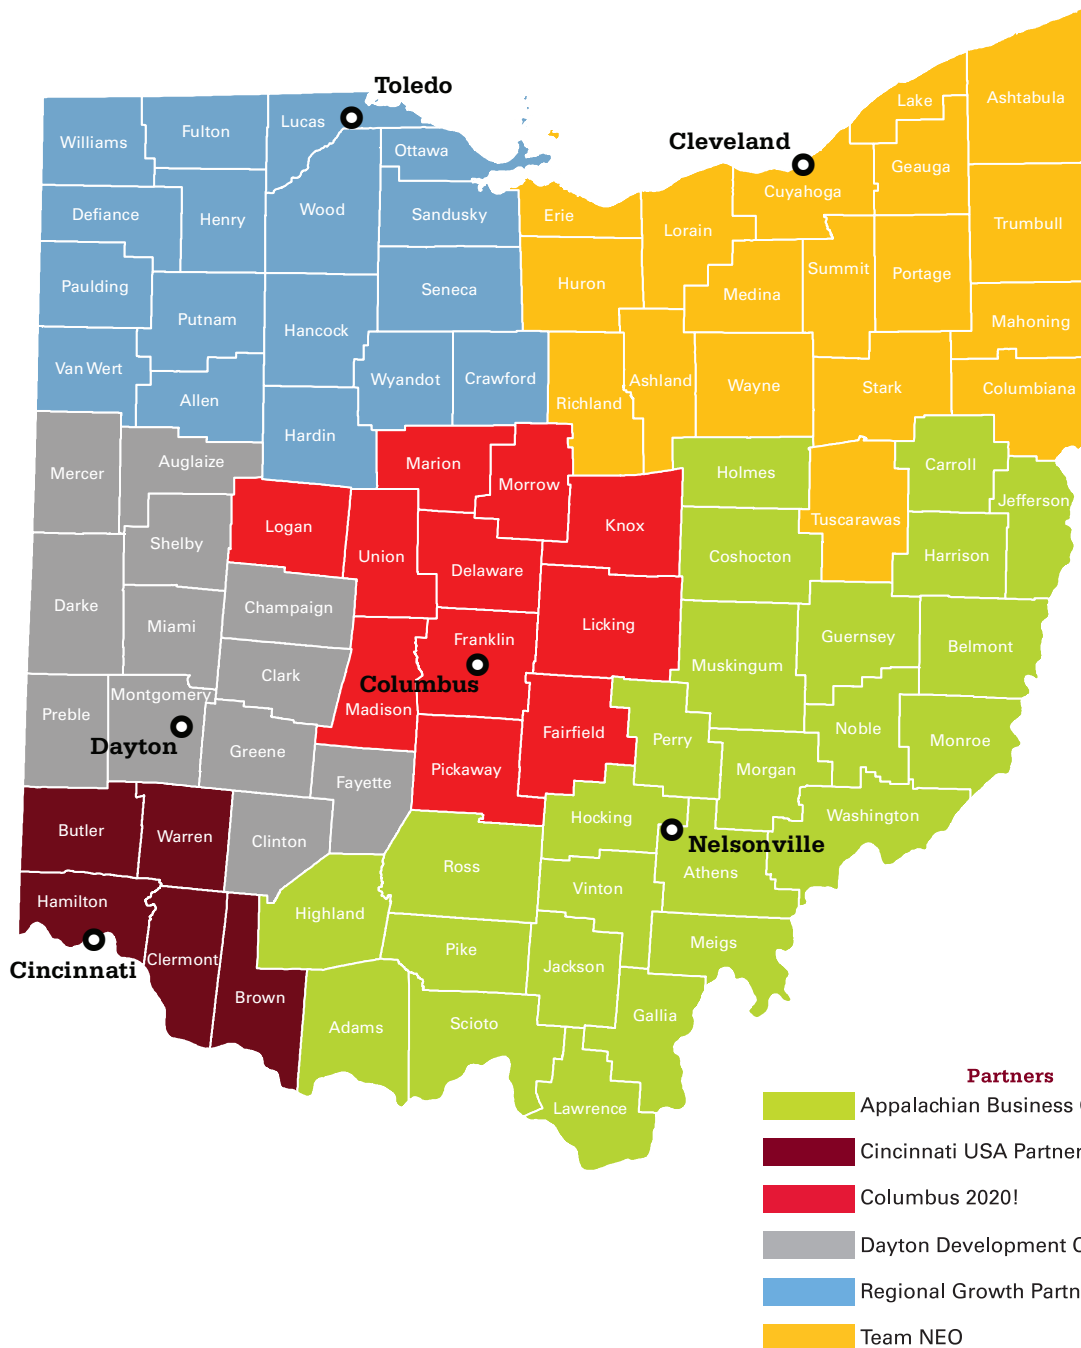 Toledo
Lake
Ashtabula
Williams
Fulton
Lucas
Cleveland
Ottawa
Geauga
Cuyahoga
Defiance
Henry
Wood
Sandusky
Erie
Lorain
Trumbull
Paulding
Putnam
Hancock
Seneca
Huron
Medina
Summit
Portage
Mahoning
Van Wert
Allen
Wyandot
Crawford
Richland
Ashland
Wayne
Stark
Columbiana
Hardin
Mercer
Auglaize
Marion
Morrow
Holmes
Carroll
Jefferson
Logan
Shelby
Union
Delaware
Knox
Coshocton
Tuscarawas
Harrison
Darke
Miami
Champaign
Franklin
Licking
Muskingum
Guernsey
Belmont
Clark
Columbus
Madison
Montgomery
Preble
Dayton
Greene
Fayette
Pickaway
Fairfield
Perry
Morgan
Noble
Monroe
Butler
Warren
Clinton
Ross
Hocking
Nelsonville
Washington
Hamilton
Highland
Vinton
Athens
Cincinnati
Clermont
Brown
Pike
Jackson
Meigs
Adams
Scioto
Gallia
Lawrence
Partners
Appalachian Business
Cincinnati USA Partner
Columbus 2020!
Dayton Development
Regional Growth Partn
Team NEO